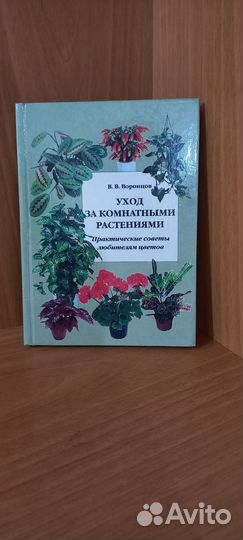 В. В. Воронцов
УХОД
ЗА КОМНАТНЫМИ
РАСТЕНИЯМИ
Практические советы
любителям цветов
Avito